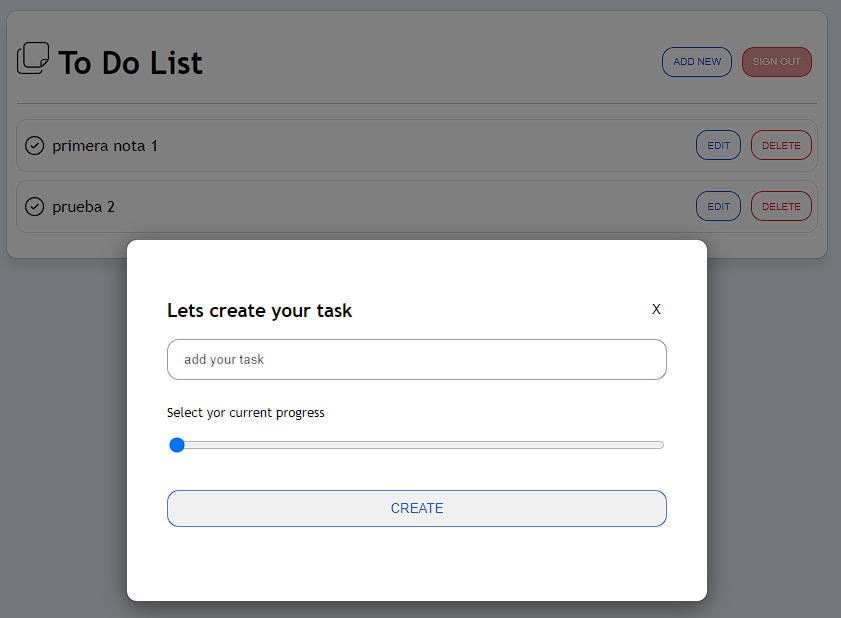 To Do List
ADD NEW
SIGN OUT
primera nota 1
EDIT
DELETE
prueba 2
EDIT
DELETE
Lets create your task
X
add your task
Select yor current progress
CREATE